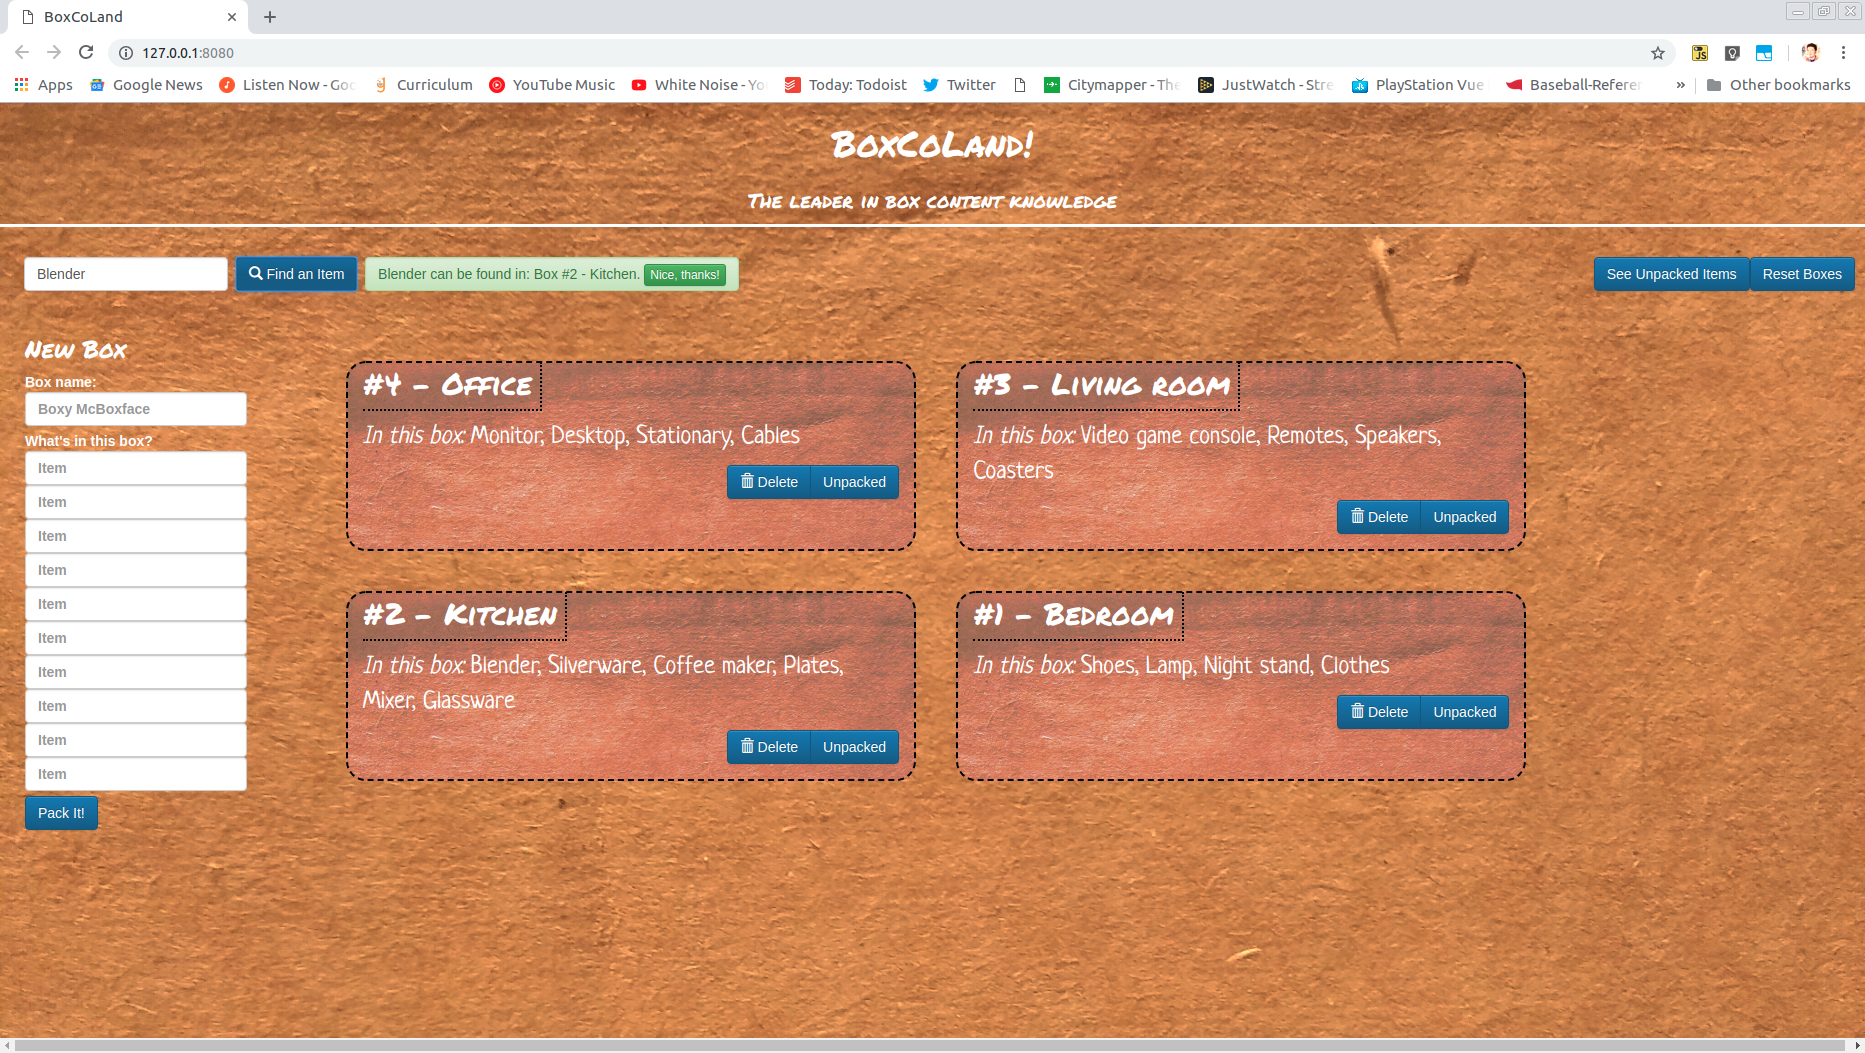 BoxCoLand
127.0.0.1:8080
Apps Google News Listen Now - Goo Curriculum YouTube Music White Noise - Yo Today: Todoist Twitter Citymapper - The JustWatch - Stre PlayStation Vue Baseball-Referen » Other bookmarks
BoxCoLand!
The leader in box content knowledge
Blender Find an Item Blender can be found in: Box #2 - Kitchen. Nice, thanks! See Unpacked Items Reset Boxes
New Box
Box name:
Boxy McBoxface
What's in this box?
Item
Item
Item
Item
Item
Item
Item
Item
Item
Item
Pack It!
#4 - Office
In this box: Monitor, Desktop, Stationary, Cables
Delete Unpacked
#3 - Living room
In this box: Video game console, Remotes, Speakers,
Coasters
Delete Unpacked
#2 - Kitchen
In this box: Blender, Silverware, Coffee maker, Plates,
Mixer, Glassware
Delete Unpacked
#1 - Bedroom
In this box: Shoes, Lamp, Night stand, Clothes
Delete Unpacked